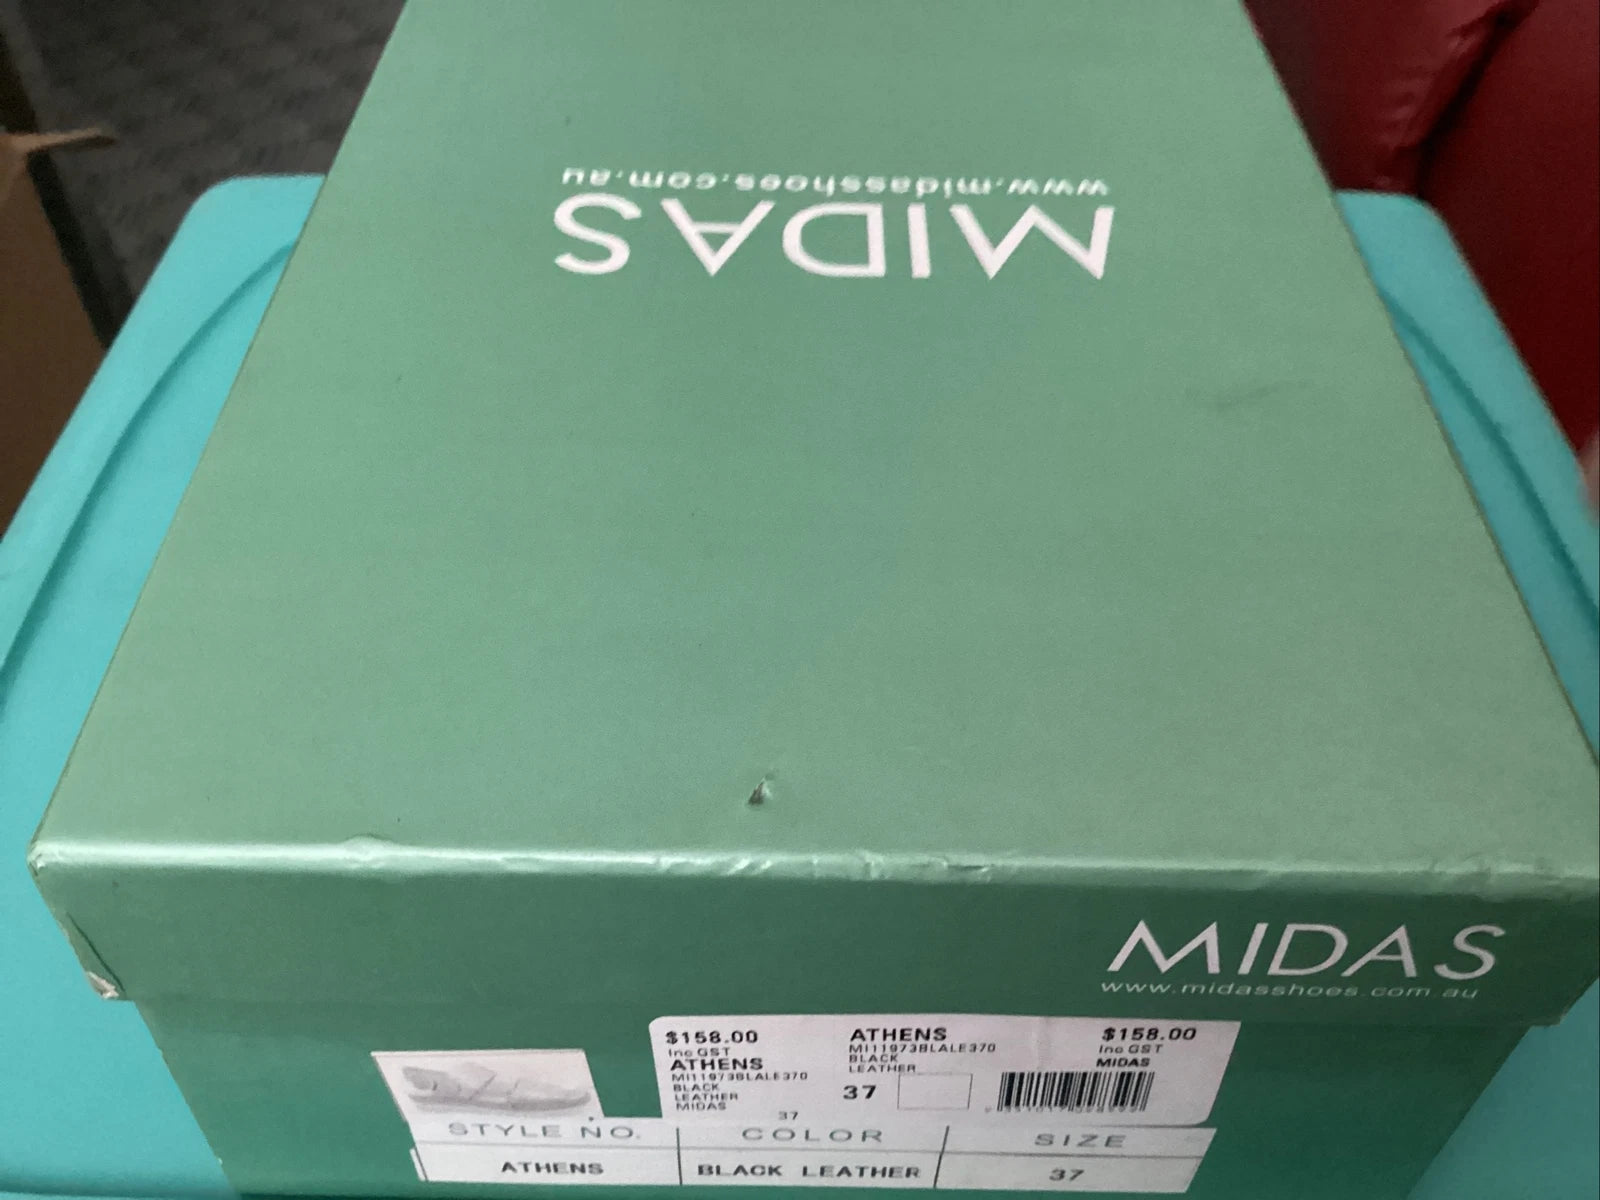 www.midasshoes.com.au
MIDAS
MIDAS
www.midasshoes.com.au
$158.00
Inc GST
ATHENS
MI11973BLALE370
BLACK
LEATHER
MIDAS
37
ATHENS
MI11973BLALE370
BLACK
LEATHER
37
$158.00
Inc GST
MIDAS
STYLE NO. COLOR SIZE
ATHENS BLACK LEATHER 37